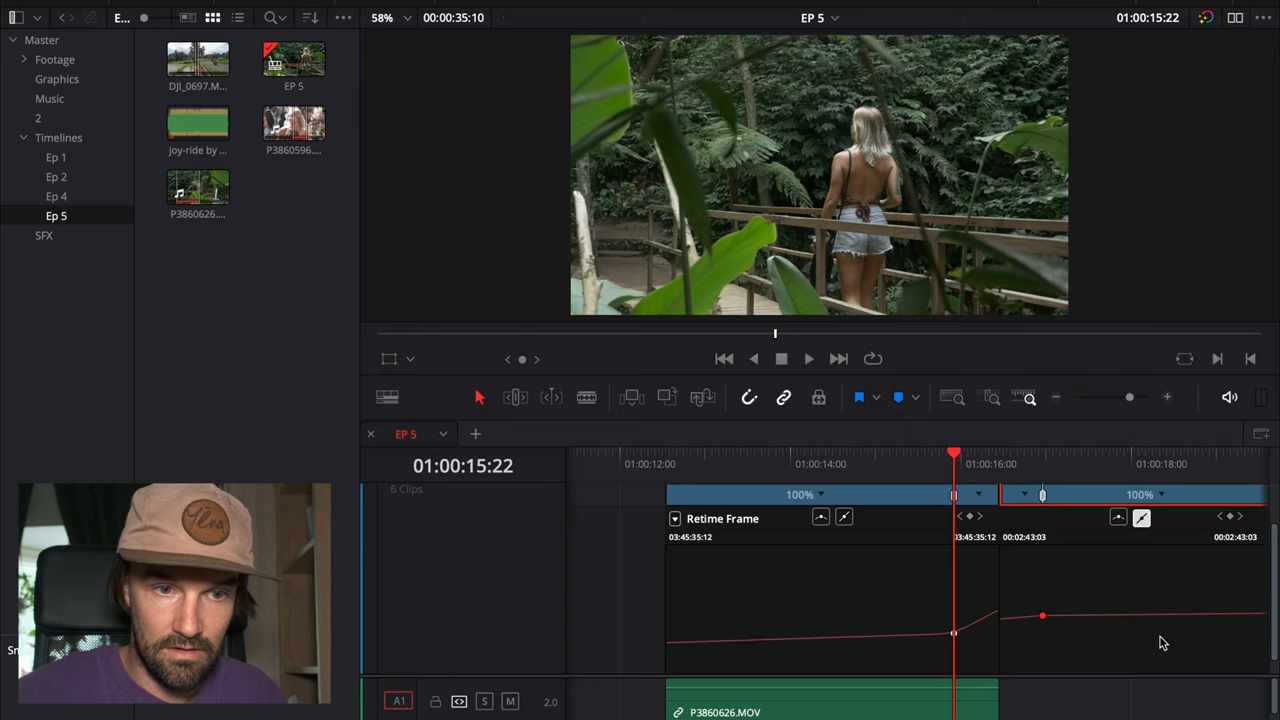 E...
58%
00:00:35:10
EP 5
01:00:15:22
Master
Footage
Graphics
Music
2
Timelines
Ep 1
Ep 2
Ep 4
Ep 5
SFX
DJI_0697.M...
EP 5
joy-ride by ...
P3860596....
P3860626....
EP 5
01:00:15:22
01:00:12:00
01:00:14:00
01:00:16:00
01:00:18:00
6 Clips
100%
100%
Retime Frame
03:45:35:12
03:45:35:12
00:02:43:03
00:02:43:03
A1
S
M
2.0
P3860626.MOV